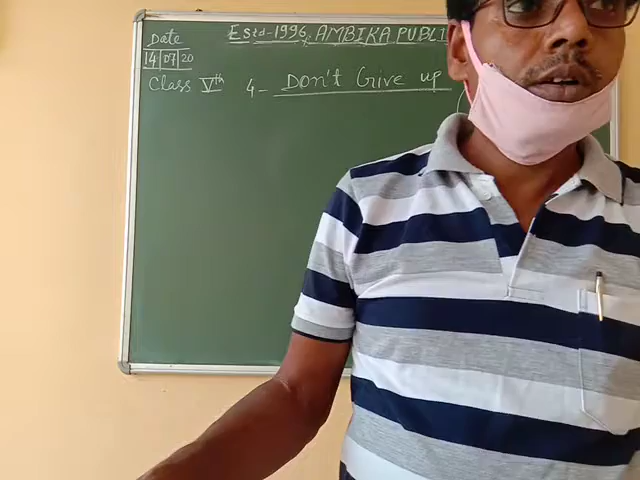 Estd-1996, AMBIKA PUBLI
Date
14 07 20
Class Vth
4- Don't Give up